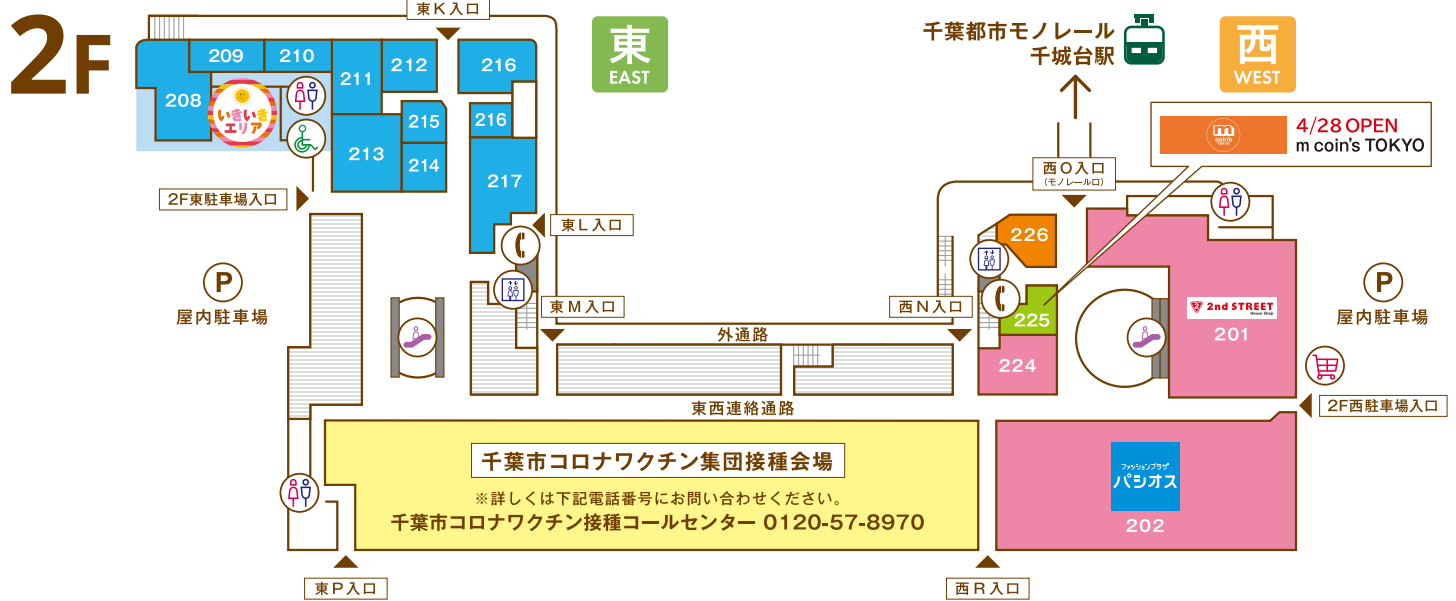 2F
東K入口
東
EAST
千葉都市モノレール
千城台駅
西
WEST
209
210
211
212
216
208
いきいき
エリア
215
216
213
214
217
m
coin's
TOKYO
4/28 OPEN
m coin's TOKYO
西O入口
(モノレール口)
2F東駐車場入口
東L入口
226
P
屋内駐車場
東M入口
西N入口
225
2nd STREET
Reuse Shop
201
P
屋内駐車場
外通路
224
東西連絡通路
2F西駐車場入口
千葉市コロナワクチン集団接種会場
※詳しくは下記電話番号にお問い合わせください。
千葉市コロナワクチン接種コールセンター 0120-57-8970
ファッションプラザ
パシオス
202
東P入口
西R入口